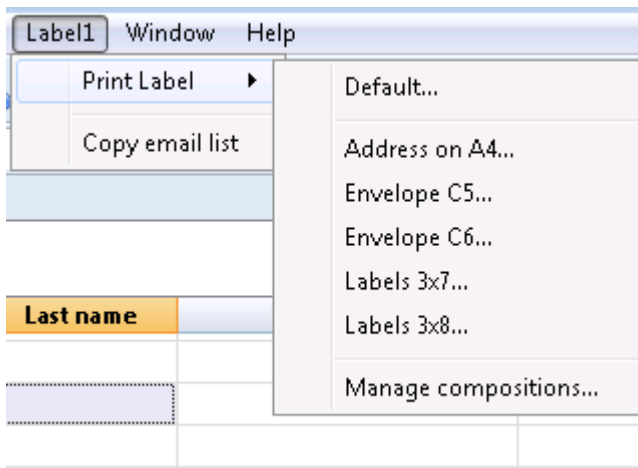 Label1 Window Help
Print Label
Copy email list
Default...
Address on A4...
Envelope C5...
Envelope C6...
Labels 3x7...
Labels 3x8...
Manage compositions...
Last name